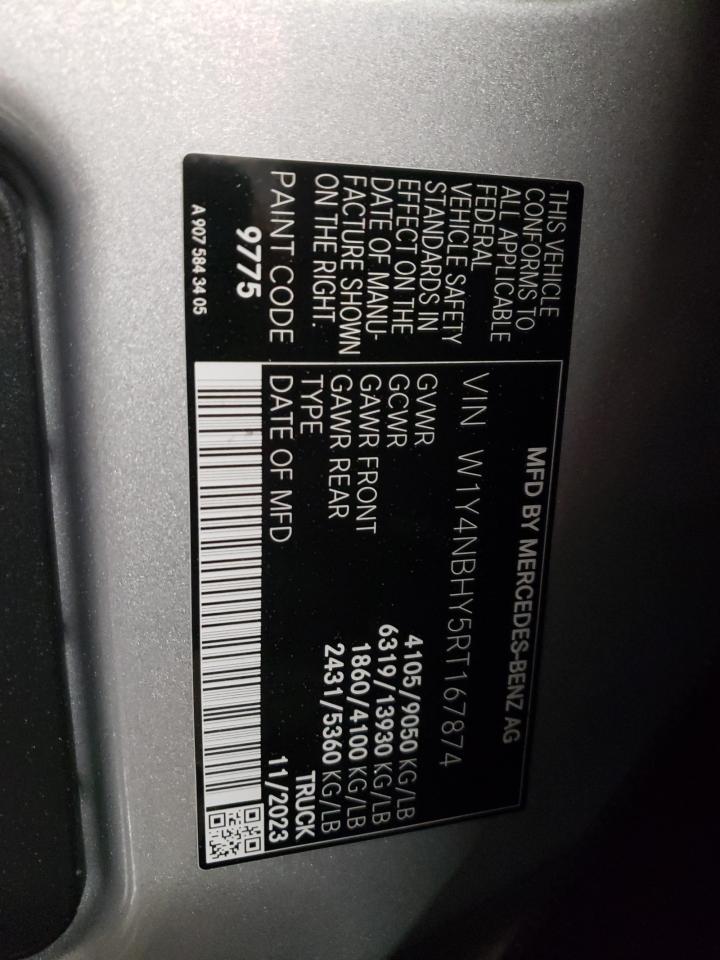 MFD BY MERCEDES-BENZ AG
THIS VEHICLE
CONFORMS TO
ALL APPLICABLE
FEDERAL
VEHICLE SAFETY
STANDARDS IN
EFFECT ON THE
DATE OF MANU-
FACTURE SHOWN
ON THE RIGHT.
PAINT CODE
9775
A 907 584 34 05
VIN W1Y4NBHY5RT167874
GVWR 4105/9050 KG/LB
GCWR 6319/13930 KG/LB
GAWR FRONT 1860/4100 KG/LB
GAWR REAR 2431/5360 KG/LB
TYPE TRUCK
DATE OF MFD 11/2023